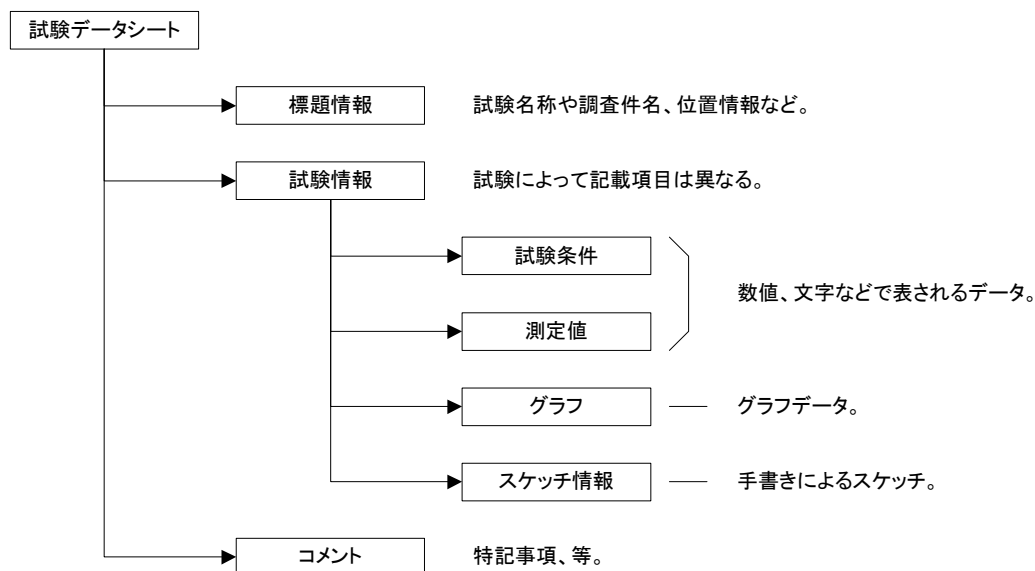 試験データシート
標題情報
試験名称や調査件名、位置情報など。
試験情報
試験によって記載項目は異なる。
試験条件
数値、文字などで表されるデータ。
測定値
グラフ
グラフデータ。
スケッチ情報
手書きによるスケッチ。
コメント
特記事項、等。